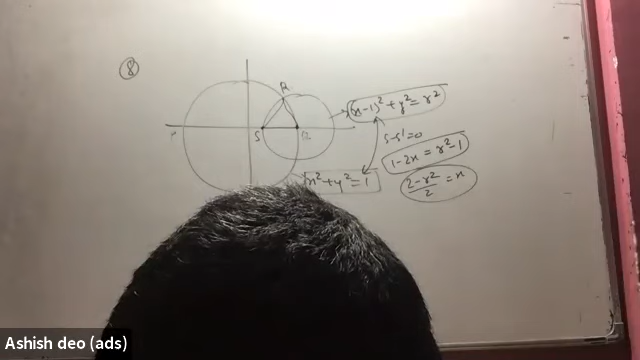 8
R
(x-1)² + y² = r²
P
S
Q
S-S'=0
1-2x = r²-1
x²+y²=1
2-r²/2 = x
Ashish deo (ads)